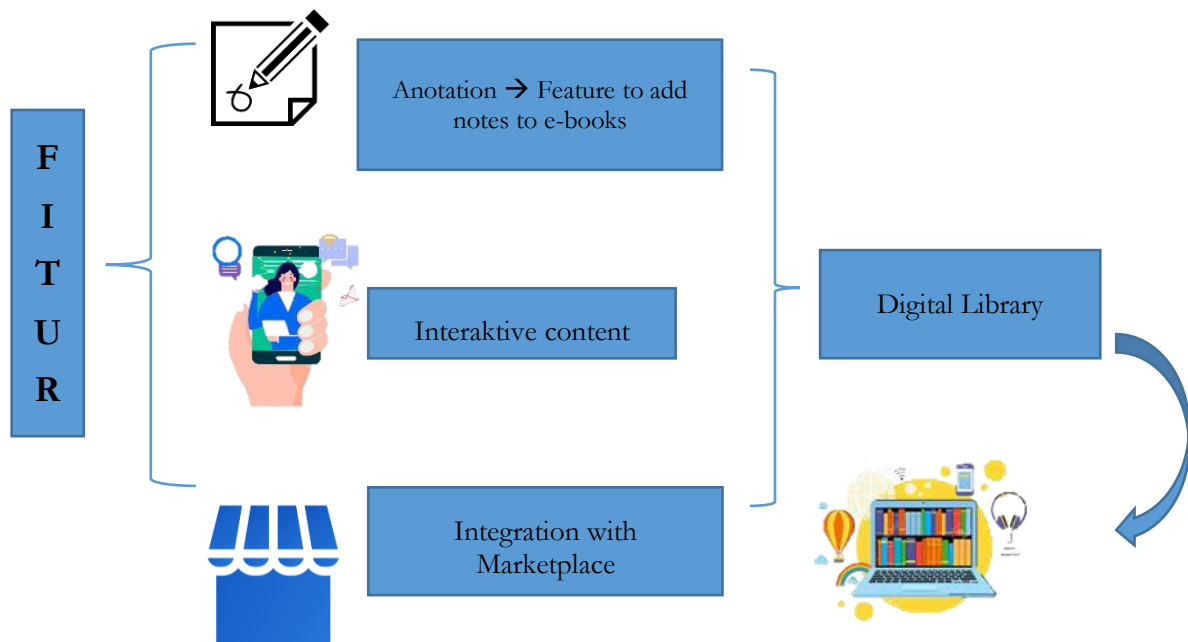 F
I
T
U
R
Anotation → Feature to add
notes to e-books
Interaktive content
Integration with
Marketplace
Digital Library